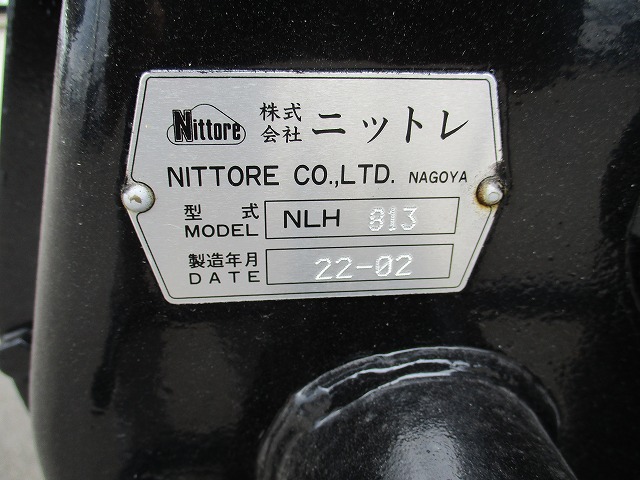 Nittore 株式会社 ニットレ
NITTORE CO.,LTD. NAGOYA
型式 MODEL NLH 813
製造年月 DATE 22-02